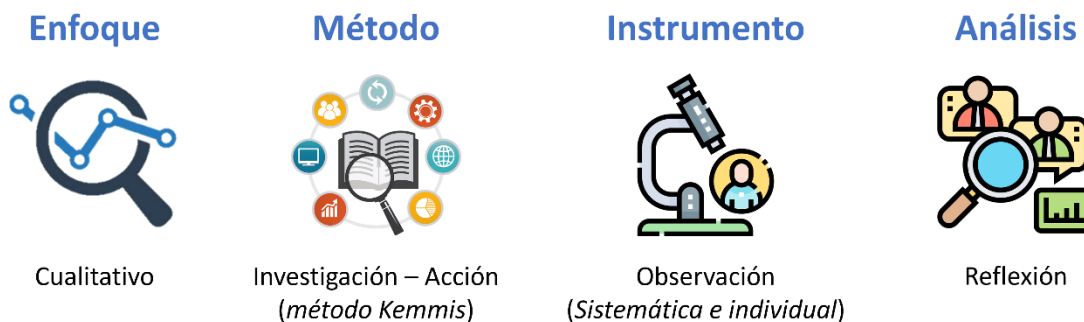 Enfoque
Método
Instrumento
Análisis
Cualitativo
Investigación – Acción
(método Kemmis)
Observación
(Sistemática e individual)
Reflexión